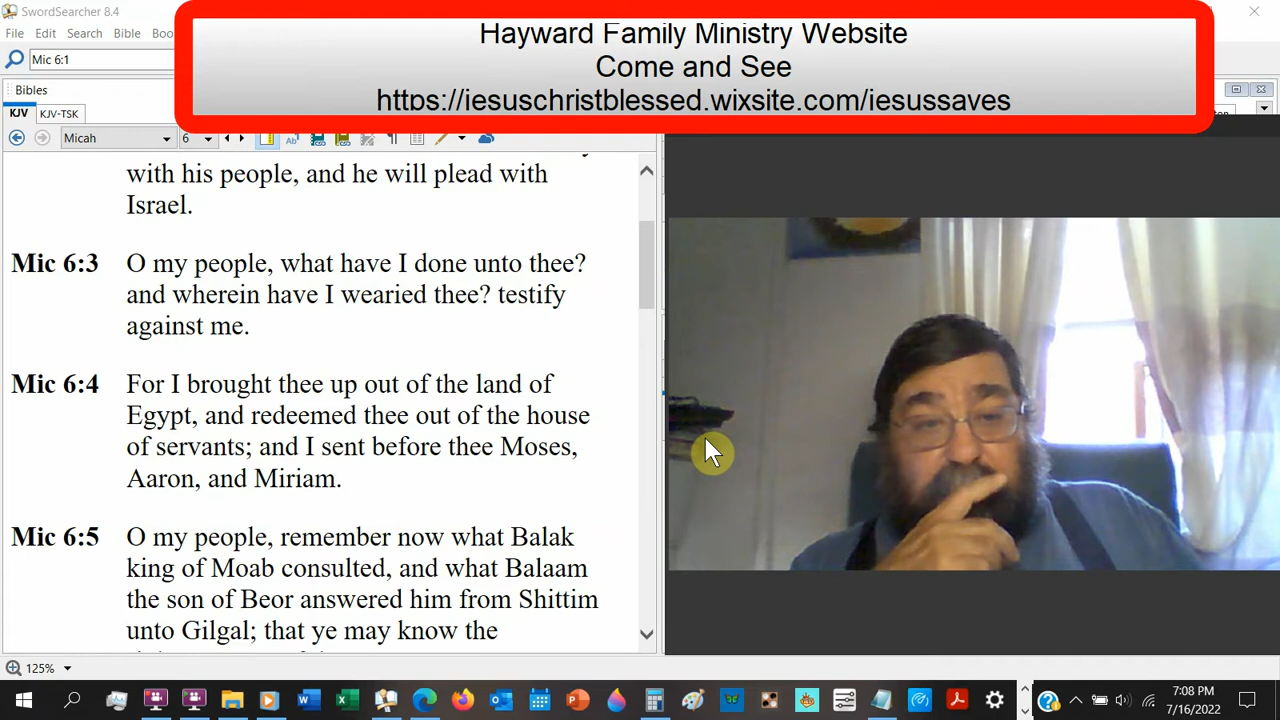 SwordSearcher 8.4
File Edit Search Bible Boo
Mic 6:1
Hayward Family Ministry Website
Come and See
https://jesuschristblessed.wixsite.com/jesussaves
Bibles
KJV KJV-TSK
Micah 6
with his people, and he will plead with
Israel.
Mic 6:3 O my people, what have I done unto thee?
and wherein have I wearied thee? testify
against me.
Mic 6:4 For I brought thee up out of the land of
Egypt, and redeemed thee out of the house
of servants; and I sent before thee Moses,
Aaron, and Miriam.
Mic 6:5 O my people, remember now what Balak
king of Moab consulted, and what Balaam
the son of Beor answered him from Shittim
unto Gilgal; that ye may know the
125%
7:08 PM
7/16/2022